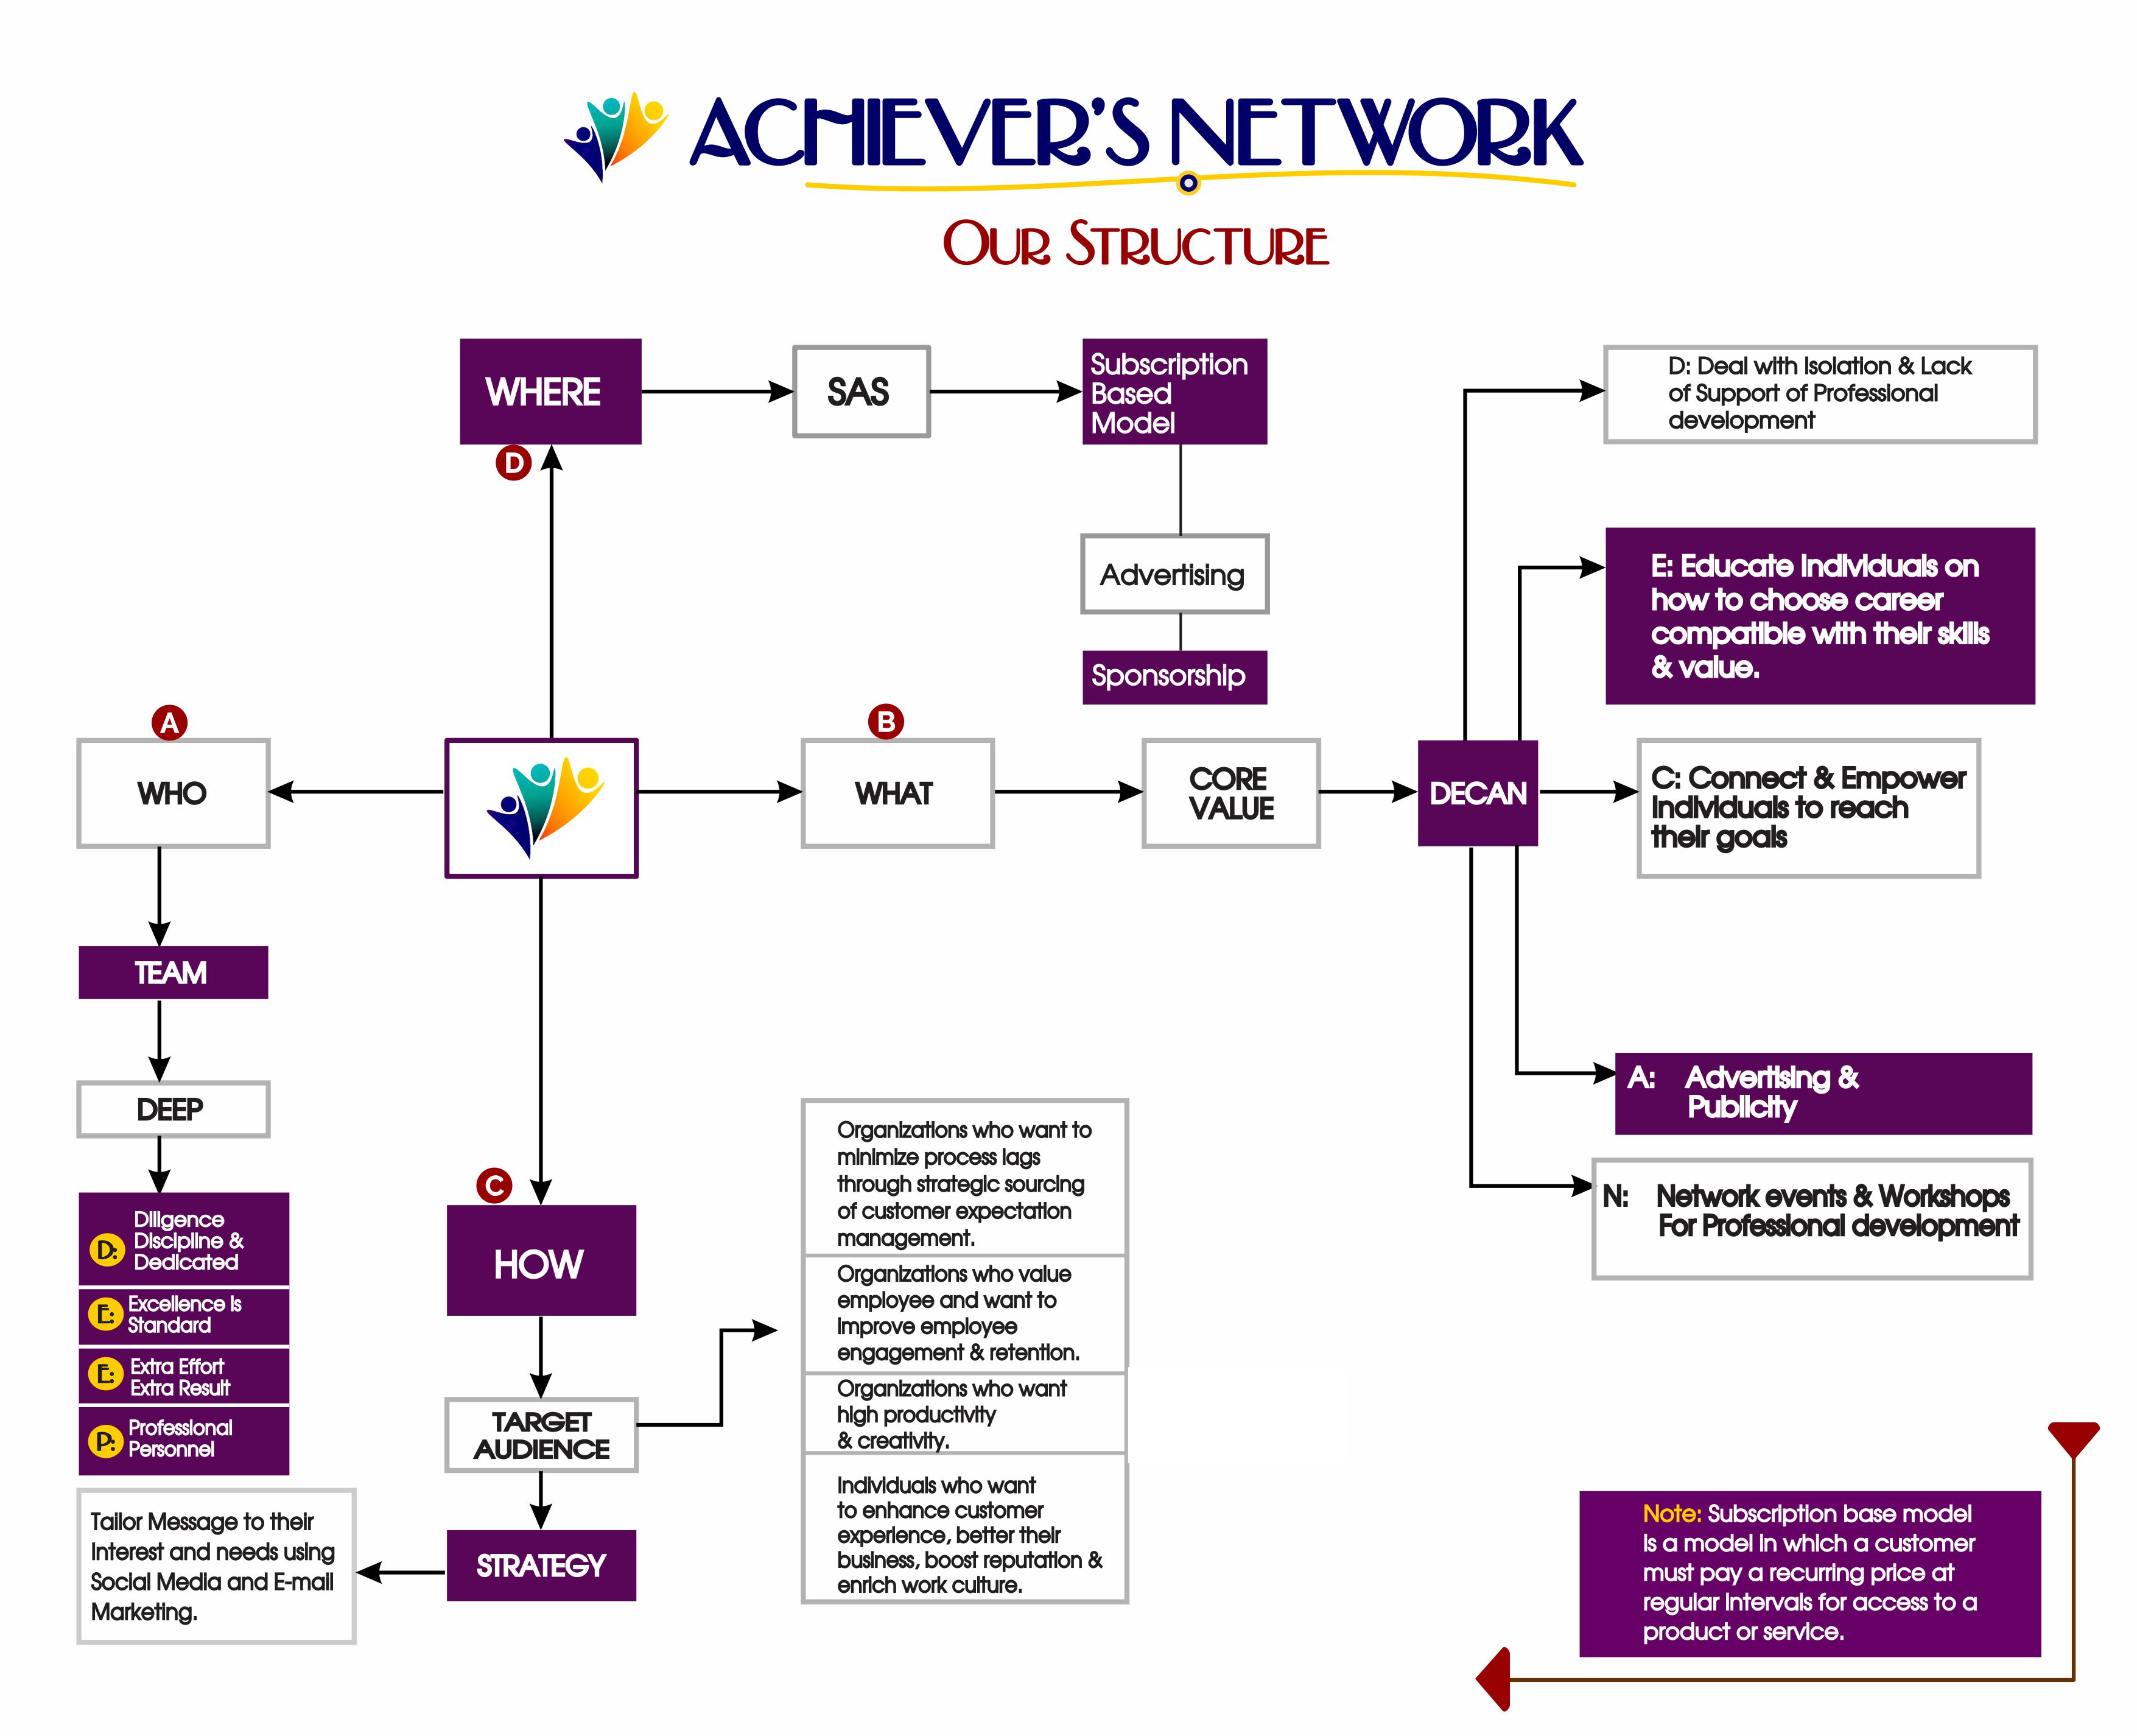 ACHIEVER'S NETWORK
OUR STRUCTURE
WHERE
D
SAS
Subscription
Based
Model
Advertising
Sponsorship
D: Deal with Isolation & Lack
of Support of Professional
development
E: Educate Individuals on
how to choose career
compatible with their skills
& value.
A
WHO
B
WHAT
CORE
VALUE
DECAN
C: Connect & Empower
Individuals to reach
their goals
TEAM
DEEP
D: Diligence
Discipline &
Dedicated
E: Excellence Is
Standard
E: Extra Effort
Extra Result
P: Professional
Personnel
C
HOW
TARGET
AUDIENCE
STRATEGY
Tailor Message to their
Interest and needs using
Social Media and E-mail
Marketing.
Organizations who want to
minimize process lags
through strategic sourcing
of customer expectation
management.
Organizations who value
employee and want to
Improve employee
engagement & retention.
Organizations who want
high productivity
& creativity.
Individuals who want
to enhance customer
experience, better their
business, boost reputation &
enrich work culture.
A: Advertising &
Publicity
N: Network events & Workshops
For Professional development
Note: Subscription base model
Is a model in which a customer
must pay a recurring price at
regular intervals for access to a
product or service.